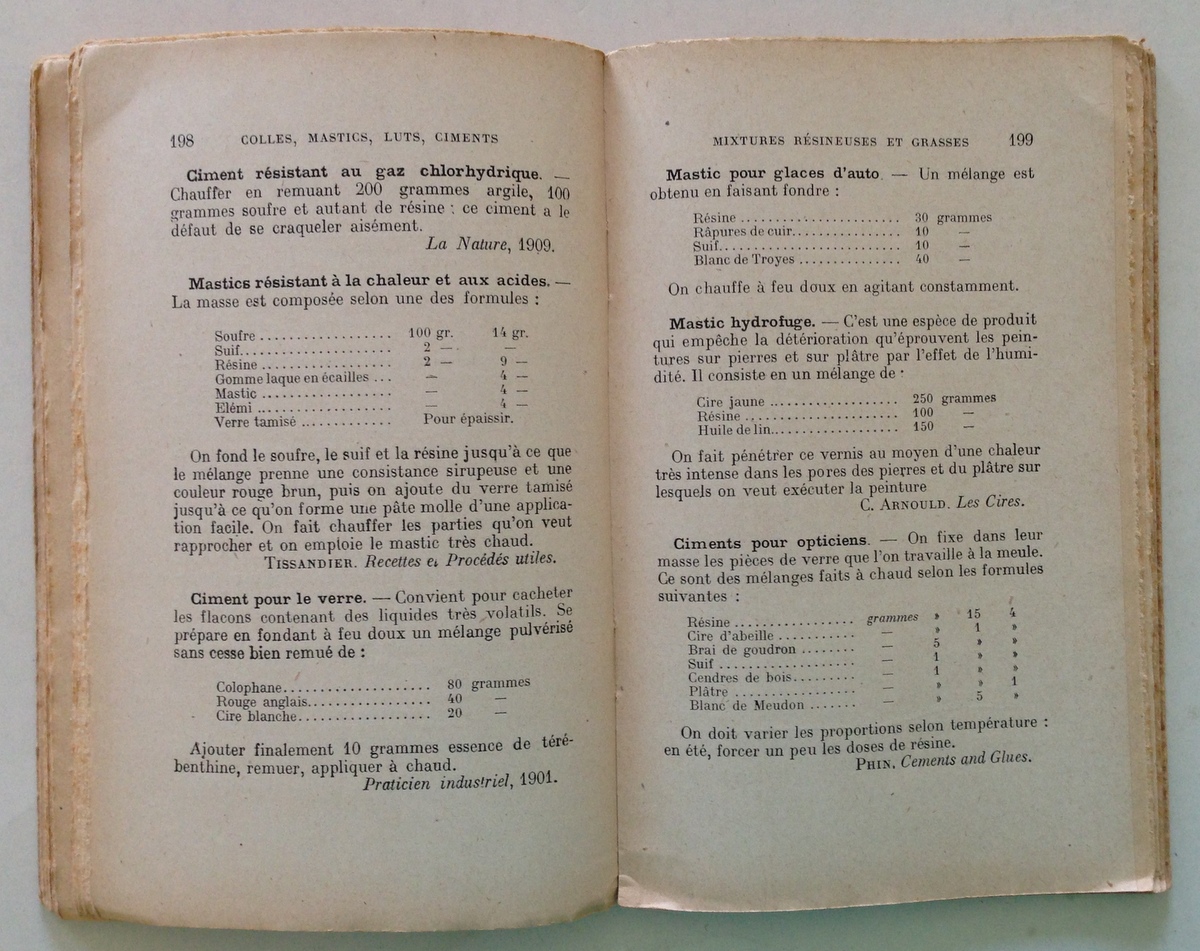 198 COLLES, MASTICS, LUTS, CIMENTS
Ciment résistant au gaz chlorhydrique. —
Chauffer en remuant 200 grammes argile, 100
grammes soufre et autant de résine : ce ciment a le
défaut de se craqueler aisément.
La Nature, 1909.
Mastics résistant à la chaleur et aux acides. —
La masse est composée selon une des formules :
Soufre .................... 100 gr. 14 gr.
Suif....................... 2 — —
Résine .................... 2 — 9 —
Gomme laque en écailles ... — 4 —
Mastic .................... — 4 —
Elémi ..................... — 4 —
Verre tamisé ............. Pour épaissir.
On fond le soufre, le suif et la résine jusqu'à ce que
le mélange prenne une consistance sirupeuse et une
couleur rouge brun, puis on ajoute du verre tamisé
jusqu'à ce qu'on forme une pâte molle d'une applica-
tion facile. On fait chauffer les parties qu'on veut
rapprocher et on emploie le mastic très chaud.
TISSANDIER. Recettes et Procédés utiles.
Ciment pour le verre. — Convient pour cacheter
les flacons contenant des liquides très volatils. Se
prépare en fondant à feu doux un mélange pulvérisé
sans cesse bien remué de :
Colophane.................... 80 grammes
Rouge anglais................. 40 —
Cire blanche.................. 20 —
Ajouter finalement 10 grammes essence de téré-
benthine, remuer, appliquer à chaud.
Praticien industriel, 1901.
MIXTURES RÉSINEUSES ET GRASSES 199
Mastic pour glaces d'auto. — Un mélange est
obtenu en faisant fondre :
Résine ........................ 30 grammes
Râpures de cuir................ 10 —
Suif........................... 10 —
Blanc de Troyes ............... 40 —
On chauffe à feu doux en agitant constamment.
Mastic hydrofuge. — C'est une espèce de produit
qui empêche la détérioration qu'éprouvent les pein-
tures sur pierres et sur plâtre par l'effet de l'humi-
dité. Il consiste en un mélange de :
Cire jaune ................... 250 grammes
Résine ....................... 100 —
Huile de lin.................. 150 —
On fait pénétrer ce vernis au moyen d'une chaleur
très intense dans les pores des pierres et du plâtre sur
lesquels on veut exécuter la peinture
C. ARNOULD. Les Cires.
Ciments pour opticiens. — On fixe dans leur
masse les pièces de verre que l'on travaille à la meule.
Ce sont des mélanges faits à chaud selon les formules
suivantes :
Résine .................. grammes » 15 4
Cire d'abeille ........... — » 1 »
Brai de goudron ........ — 5 » »
Suif .................... — 1 » »
Cendres de bois......... — 1 » »
Plâtre .................. — » » 1
Blanc de Meudon ....... — » 5 »
On doit varier les proportions selon température :
en été, forcer un peu les doses de résine.
PHIN. Cements and Glues.